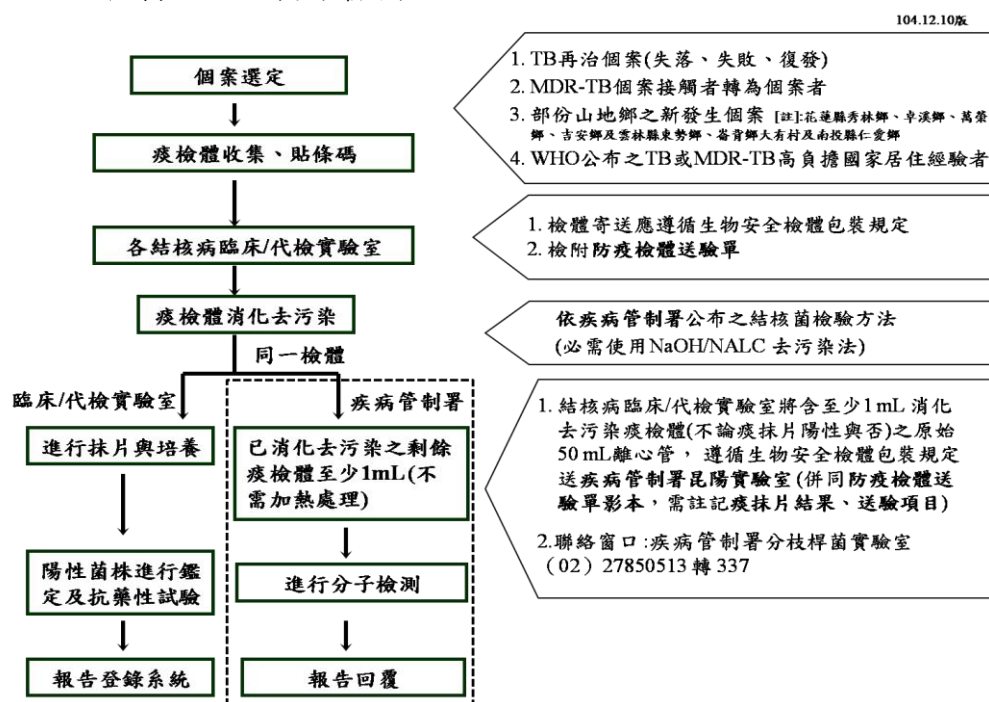 104.12.10版
個案選定
1. TB再治個案(失落、失敗、復發)
2. MDR-TB個案接觸者轉為個案者
3. 部份山地鄉之新發生個案 [註]:花蓮縣秀林鄉、卓溪鄉、萬榮
鄉、吉安鄉及雲林縣東勢鄉、崙背鄉大有村及南投縣仁愛鄉
4. WHO公布之TB或MDR-TB高負擔國家居住經驗者
痰檢體收集、貼條碼
各結核病臨床/代檢實驗室
1. 檢體寄送應遵循生物安全檢體包裝規定
2. 檢附防疫檢體送驗單
痰檢體消化去污染
依疾病管制署公布之結核菌檢驗方法
(必需使用NaOH/NALC 去污染法)
同一檢體
臨床/代檢實驗室
疾病管制署
進行抹片與培養
已消化去污染之剩餘
痰檢體至少1mL(不
需加熱處理)
1. 結核病臨床/代檢實驗室將含至少1 mL 消化
去污染痰檢體(不論痰抹片陽性與否)之原始
50 mL離心管，遵循生物安全檢體包裝規定
送疾病管制署昆陽實驗室(併同防疫檢體送
驗單影本，需註記痰抹片結果、送驗項目)
2.聯絡窗口:疾病管制署分枝桿菌實驗室
（02）27850513 轉 337
陽性菌株進行鑑
定及抗藥性試驗
進行分子檢測
報告登錄系統
報告回覆